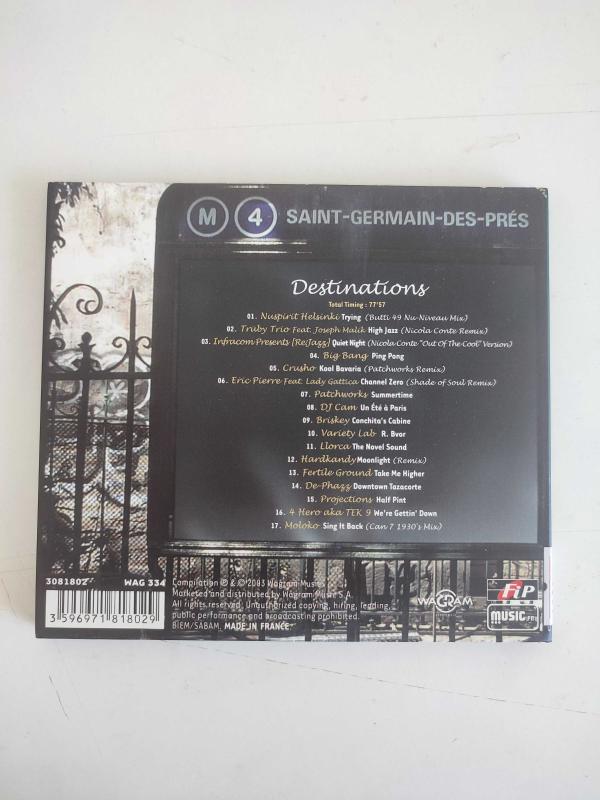 M 4 SAINT-GERMAIN-DES-PRÉS
Destinations
Total Timing : 77'57
01. Nuspirit Helsinki Trying (Butti 49 Nu-Niveau Mix)
02. Truby Trio Feat. Joseph Malik High Jazz (Nicola Conte Remix)
03. Infracom Presents [Re:Jazz] Quiet Night (Nicola Conte "Out Of The Cool" Version)
04. Big Bang Ping Pong
05. Crusho Kool Bavaria (Patchworks Remix)
06. Eric Pierre Feat. Lady Gattica Channel Zero (Shade of Soul Remix)
07. Patchworks Summertime
08. DJ Cam Un Été à Paris
09. Briskey Conchita's Cabine
10. Variety Lab R. Bvor
11. Llorca The Novel Sound
12. Hardkandy Moonlight (Remix)
13. Fertile Ground Take Me Higher
14. De-Phazz Downtown Tazacorte
15. Projections Half Pint
16. 4 Hero aka TEK 9 We're Gettin' Down
17. Moloko Sing It Back (Can 7 1930's Mix)
3081802 WAG 334
3 596971 818029
Compilation ℗ & © 2003 Wagram Music
Marketed and distributed by Wagram Music S.A.
All rights reserved. Unauthorized copying, hiring, lending,
public performance and broadcasting prohibited.
BIEM/SABAM. MADE IN FRANCE.
WAGRAM
FIP
MUSIC